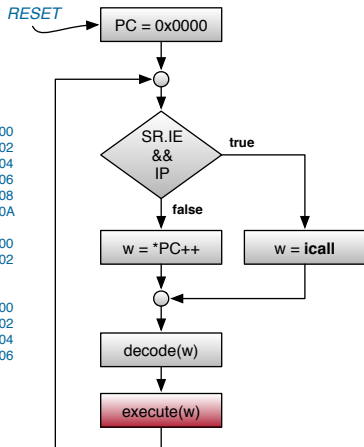 RESET
PC = 0x0000
SR.IE
&&
IP
true
false
w = *PC++
w = icall
decode(w)
execute(w)
00
02
04
06
08
0A
00
02
00
02
04
06